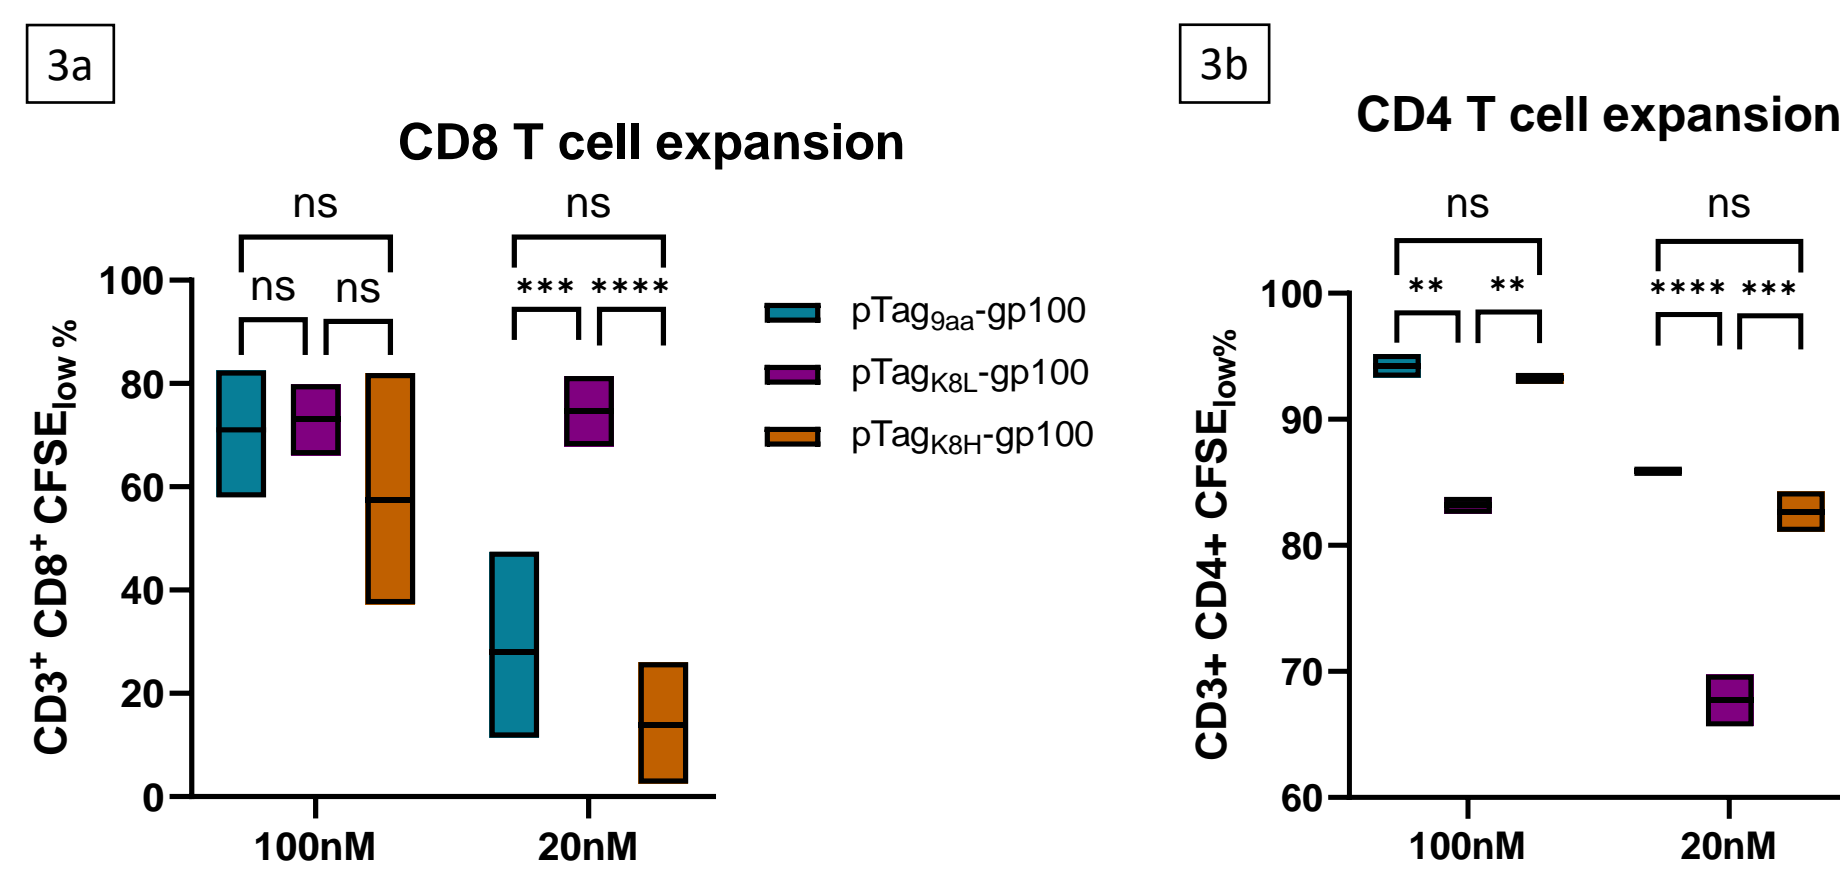 3a
CD8 T cell expansion
ns
ns
ns ns
*** ****
100
80
60
40
20
0
CD3⁺ CD8⁺ CFSElow %
100nM
20nM
pTag9aa-gp100
pTagK8L-gp100
pTagK8H-gp100
3b
CD4 T cell expansion
ns
ns
** **
**** ***
100
90
80
70
60
CD3+ CD4+ CFSElow%
100nM
20nM